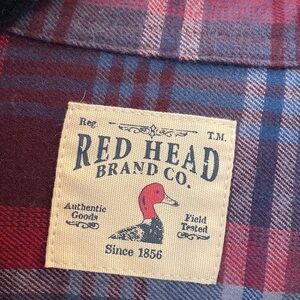 Reg. T.M.
RED HEAD
BRAND CO.
Authentic
Goods
Field
Tested
Since 1856